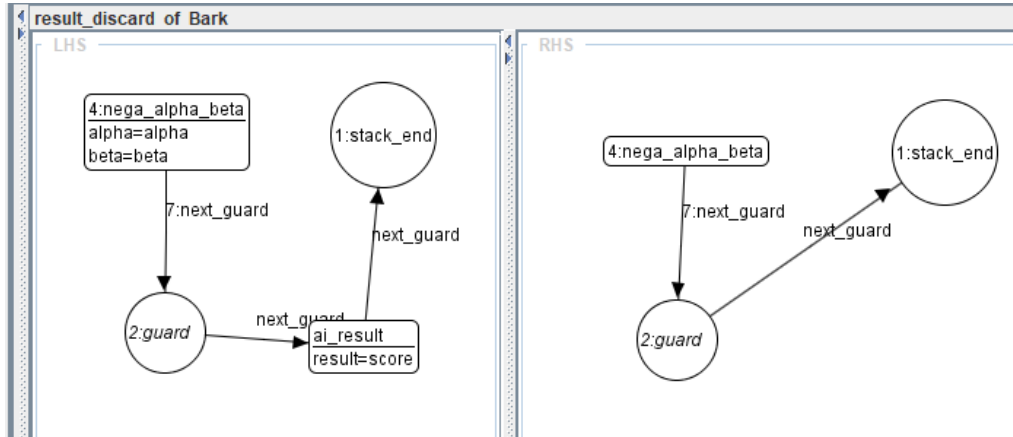 result_discard of Bark
LHS
4:nega_alpha_beta
alpha=alpha
beta=beta
1:stack_end
7:next_guard
next_guard
2:guard
next_guard
ai_result
result=score
RHS
4:nega_alpha_beta
1:stack_end
7:next_guard
next_guard
2:guard